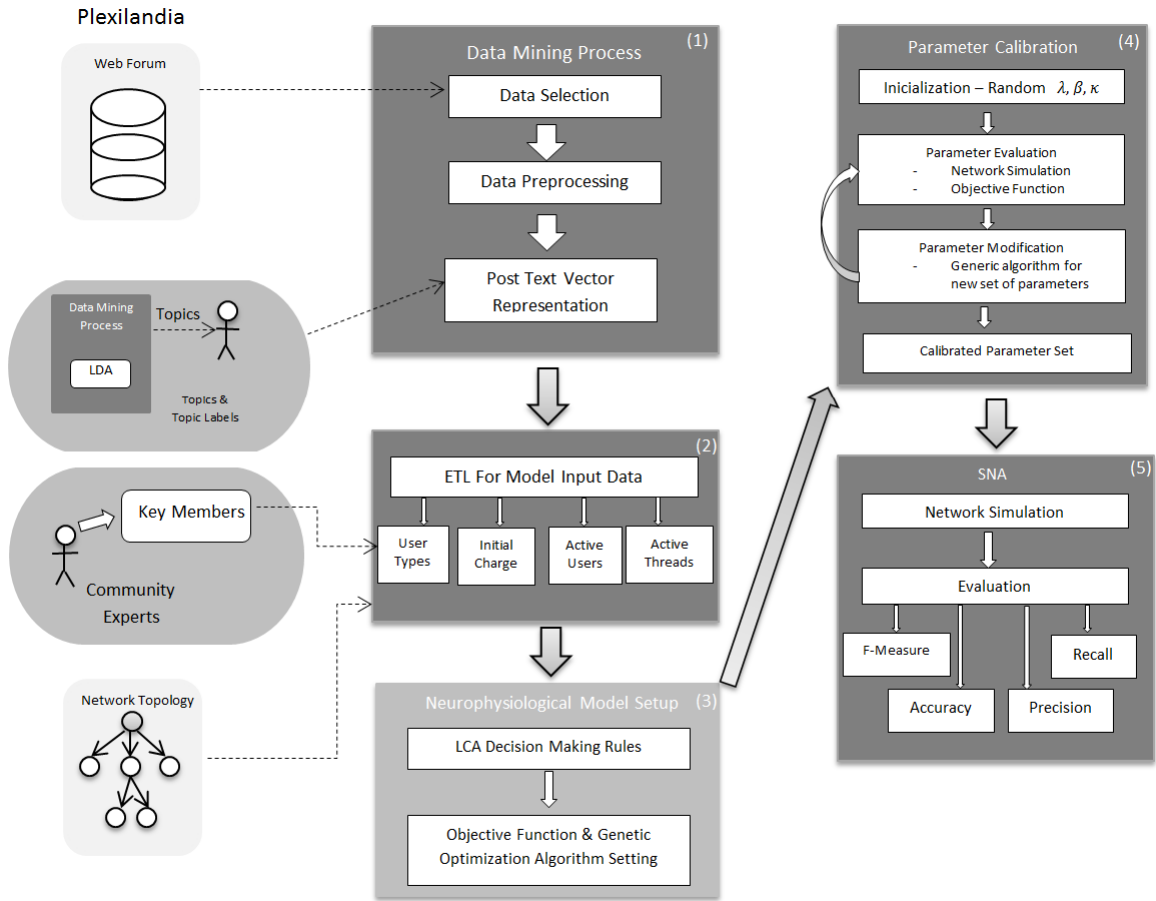 Plexilandia
Web Forum
Data Mining Process
LDA
Topics
Topics &
Topic Labels
Key Members
Community
Experts
Network Topology
(1)
Data Mining Process
Data Selection
Data Preprocessing
Post Text Vector
Representation
(2)
ETL For Model Input Data
User
Types
Initial
Charge
Active
Users
Active
Threads
Neurophysiological Model Setup
(3)
LCA Decision Making Rules
Objective Function & Genetic
Optimization Algorithm Setting
Parameter Calibration
(4)
Inicialization – Random λ, β, κ
Parameter Evaluation
- Network Simulation
- Objective Function
Parameter Modification
- Generic algorithm for
new set of parameters
Calibrated Parameter Set
(5)
SNA
Network Simulation
Evaluation
F-Measure
Recall
Accuracy
Precision